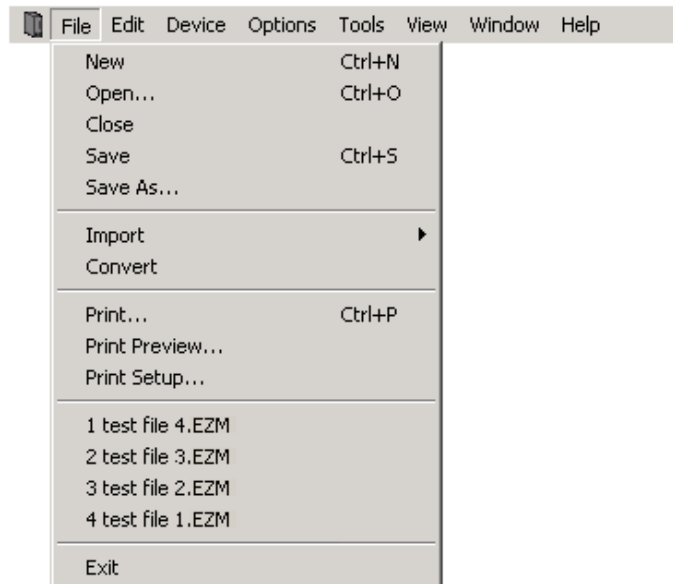 File Edit Device Options Tools View Window Help
New Ctrl+N
Open... Ctrl+O
Close
Save Ctrl+S
Save As...
Import
Convert
Print... Ctrl+P
Print Preview...
Print Setup...
1 test file 4.EZM
2 test file 3.EZM
3 test file 2.EZM
4 test file 1.EZM
Exit